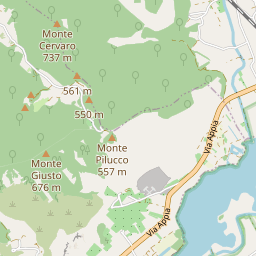 Monte
Cervaro
737 m
561 m
550 m
Monte
Pilucco
557 m
Monte
Giusto
676 m
Via Appia
Via Appia